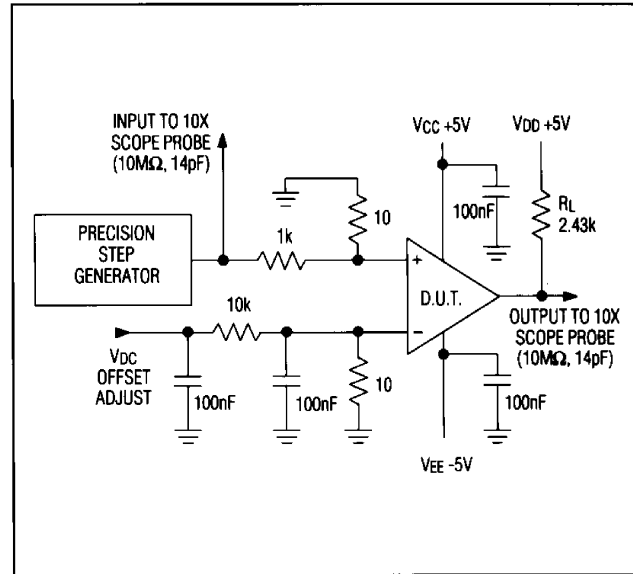 INPUT TO 10X
SCOPE PROBE
(10MΩ, 14pF)
VCC +5V
VDD +5V
PRECISION
STEP
GENERATOR
1k
10
100nF
RL
2.43k
+
D.U.T.
−
OUTPUT TO 10X
SCOPE PROBE
(10MΩ, 14pF)
10k
VDC
OFFSET
ADJUST
100nF
100nF
10
100nF
VEE -5V